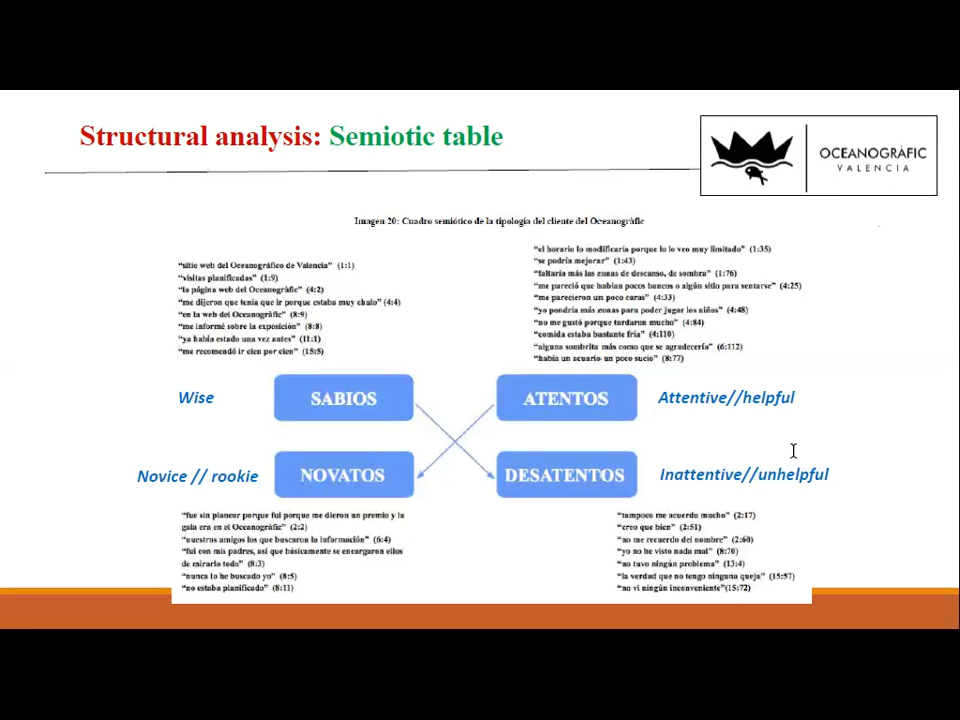 Structural analysis: Semiotic table
OCEANOGRÀFIC
VALENCIA
Imagen 20: Cuadro semiótico de la tipología del cliente del Oceanogràfic
“sitio web del Oceanográfico de Valencia” (1:1)
“visitas planificadas” (1:9)
“la página web del Oceanográfic” (4:2)
“me dijeron que tenía que ir porque estaba muy chulo” (4:4)
“en la web del Oceanográfic” (8:9)
“me informé sobre la exposición” (8:8)
“ya había estado una vez antes” (11:1)
“me recomendó ir cien por cien” (15:5)
“el horario lo modificaría porque lo lo veo muy limitado” (1:35)
“se podría mejorar” (1:43)
“faltaría más las zonas de descanso, de sombra” (1:76)
“me pareció que habían pocos bancos o algún sitio para sentarse” (4:25)
“me parecieron un poco caras” (4:33)
“yo pondría más zonas para poder jugar los niños” (4:48)
“no me gustó porque tardaron mucho” (4:84)
“comida estaba bastante fría” (4:110)
“alguna sombrita más como que se agradecería” (6:112)
“había un acuario un poco sucio” (8:77)
Wise
SABIOS
ATENTOS
Attentive//helpful
Novice // rookie
NOVATOS
DESATENTOS
Inattentive//unhelpful
“fue sin planear porque fui porque me dieron un premio y la
gala era en el Oceanográfic” (2:2)
“nuestros amigos los que buscaron la información” (6:4)
“fui con mis padres, así que básicamente se encargaron ellos
de mirarlo todo” (8:3)
“nunca lo he buscado yo” (8:5)
“no estaba planificado” (8:11)
“tampoco me acuerdo mucho” (2:17)
“creo que bien” (2:51)
“no me recuerdo del nombre” (2:60)
“yo no he visto nada mal” (8:70)
“no tuvo ningún problema” (13:4)
“la verdad que no tengo ninguna queja” (15:57)
“no vi ningún inconveniente”(15:72)